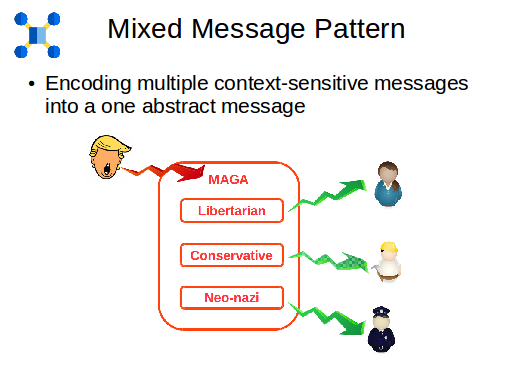 Mixed Message Pattern
• Encoding multiple context-sensitive messages
into a one abstract message
MAGA
Libertarian
Conservative
Neo-nazi